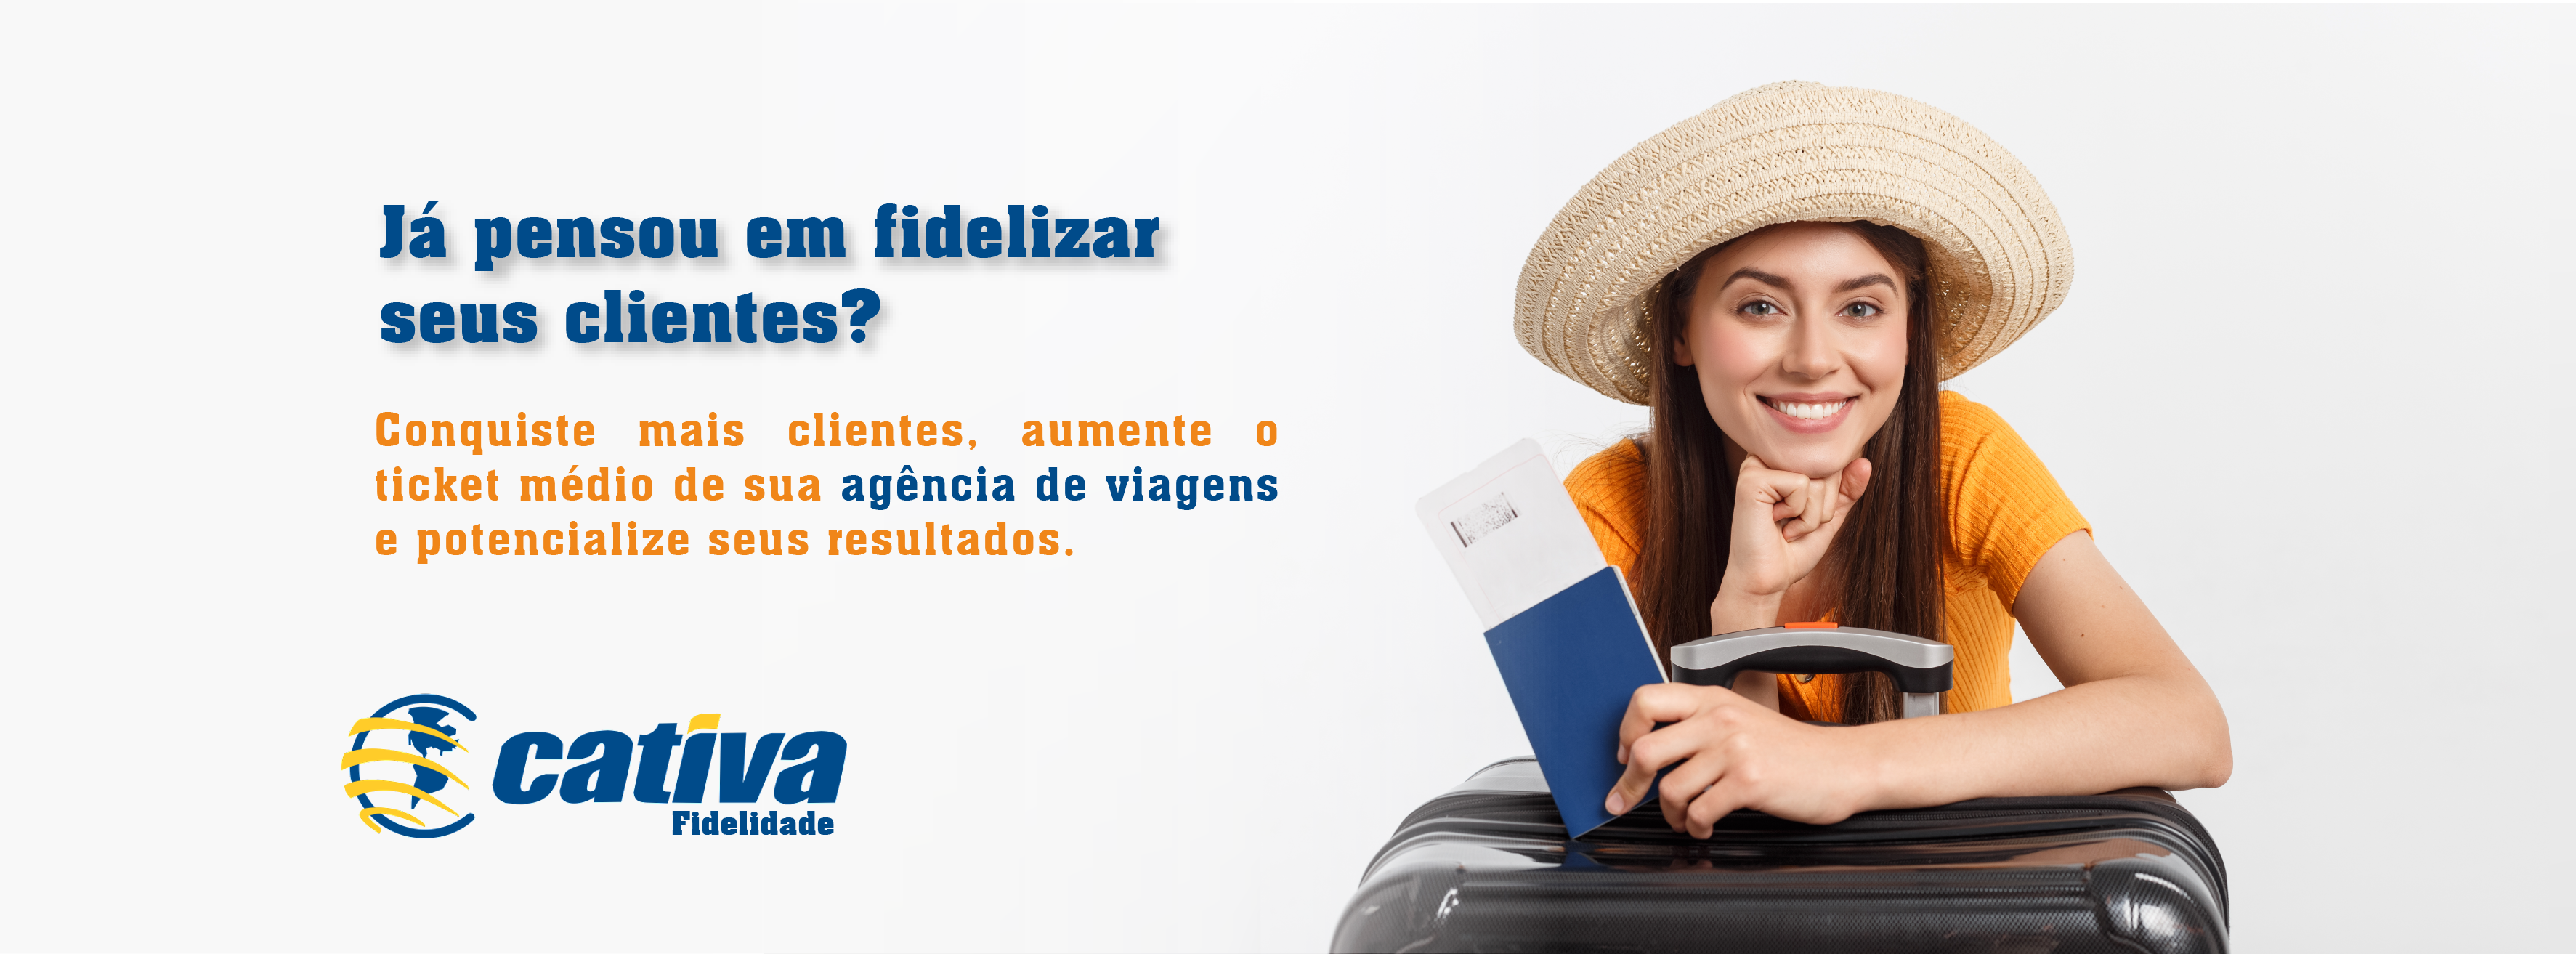 Já pensou em fidelizar
seus clientes?
Conquiste mais clientes, aumente o
ticket médio de sua agência de viagens
e potencialize seus resultados.
cativa
Fidelidade